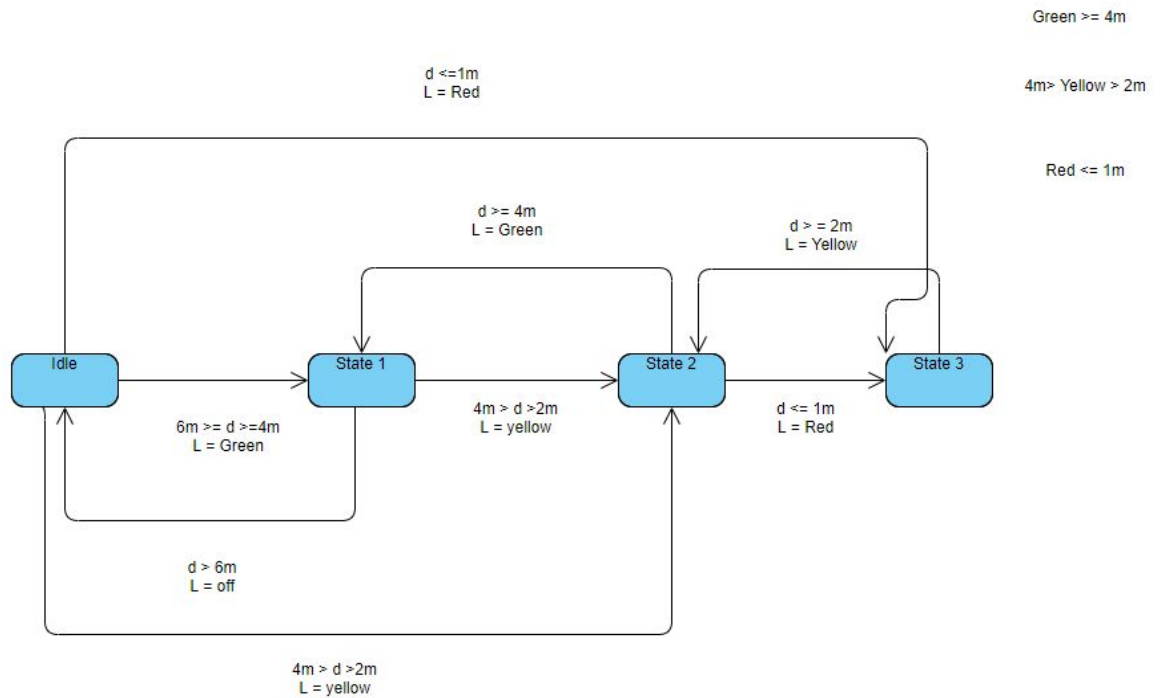 Green >= 4m
d <=1m
L = Red
4m> Yellow > 2m
Red <= 1m
d >= 4m
L = Green
d > = 2m
L = Yellow
Idle
State 1
State 2
State 3
6m >= d >=4m
L = Green
4m > d >2m
L = yellow
d <= 1m
L = Red
d > 6m
L = off
4m > d >2m
L = yellow